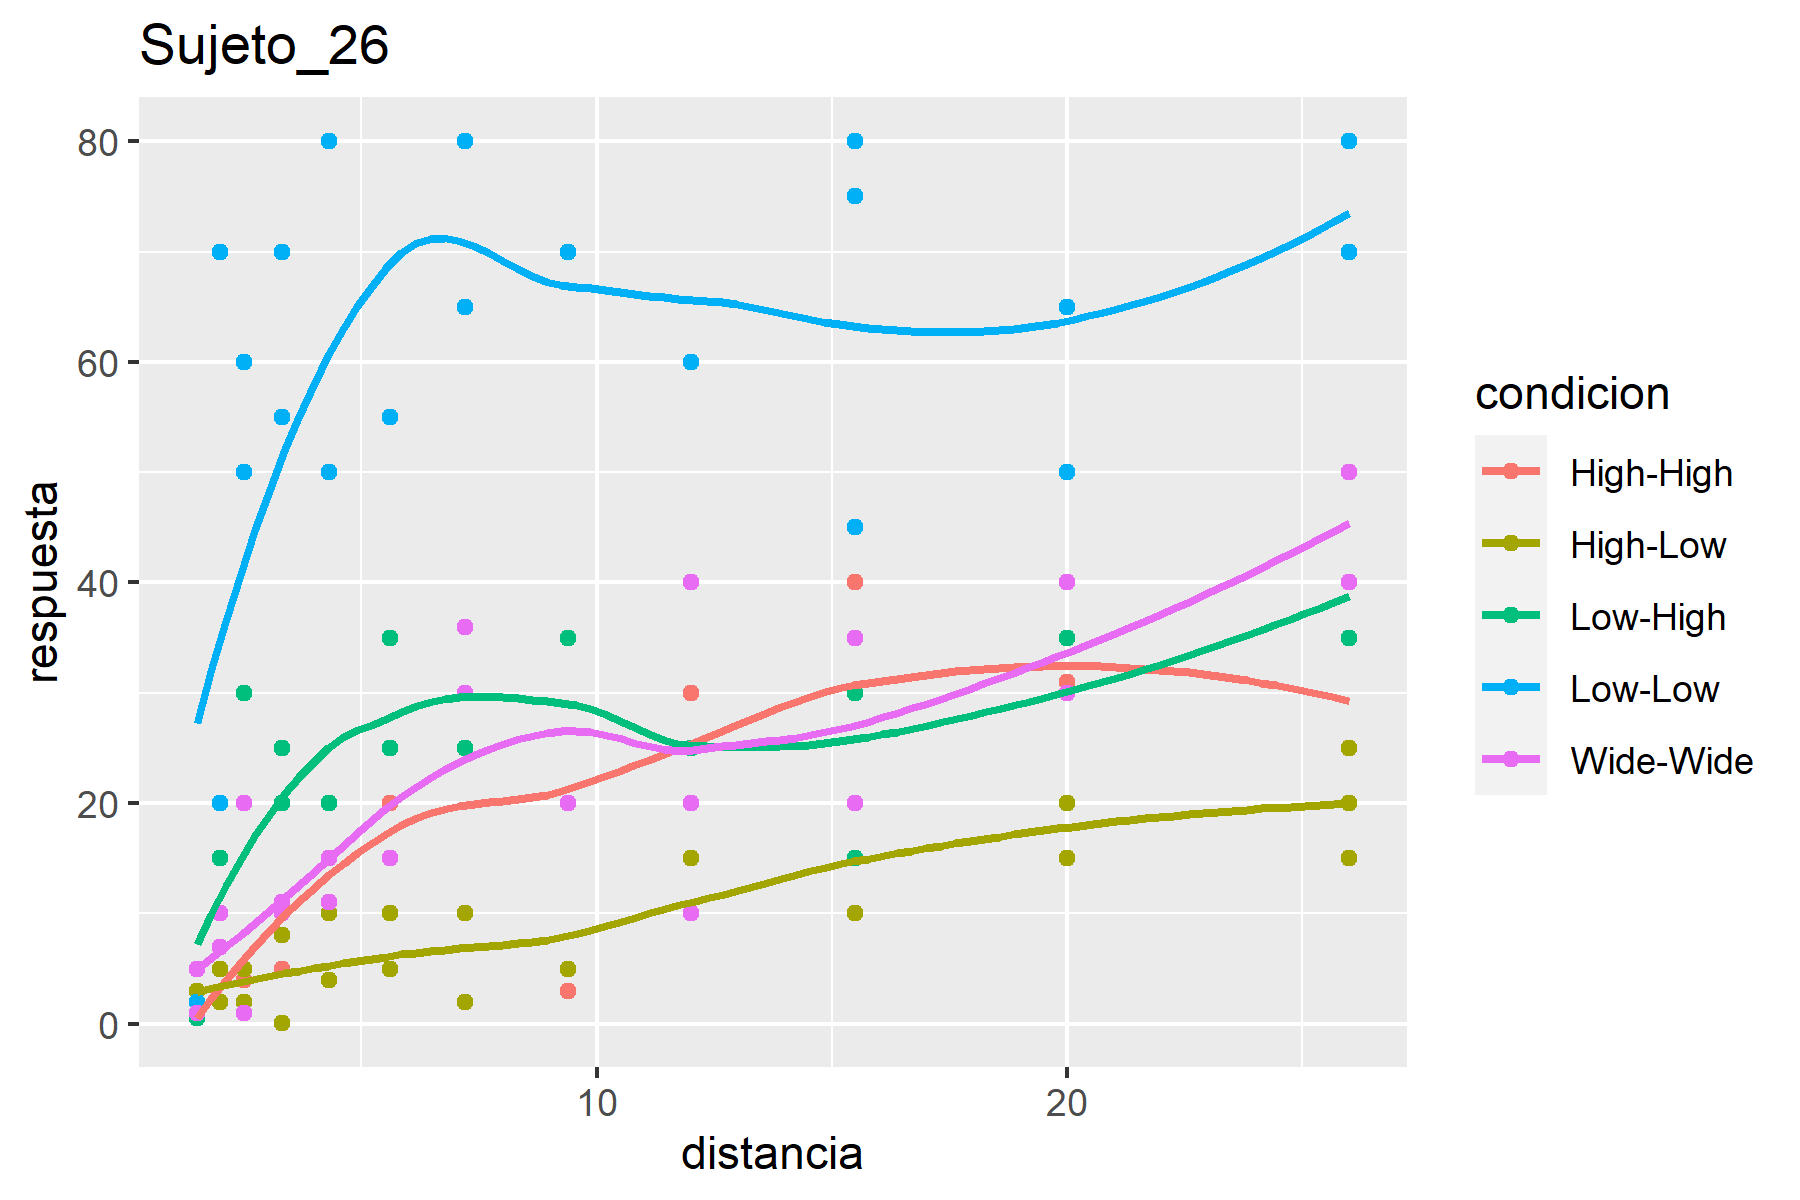 Sujeto_26
80
60
40
20
0
respuesta
10
20
distancia
condicion
High-High
High-Low
Low-High
Low-Low
Wide-Wide